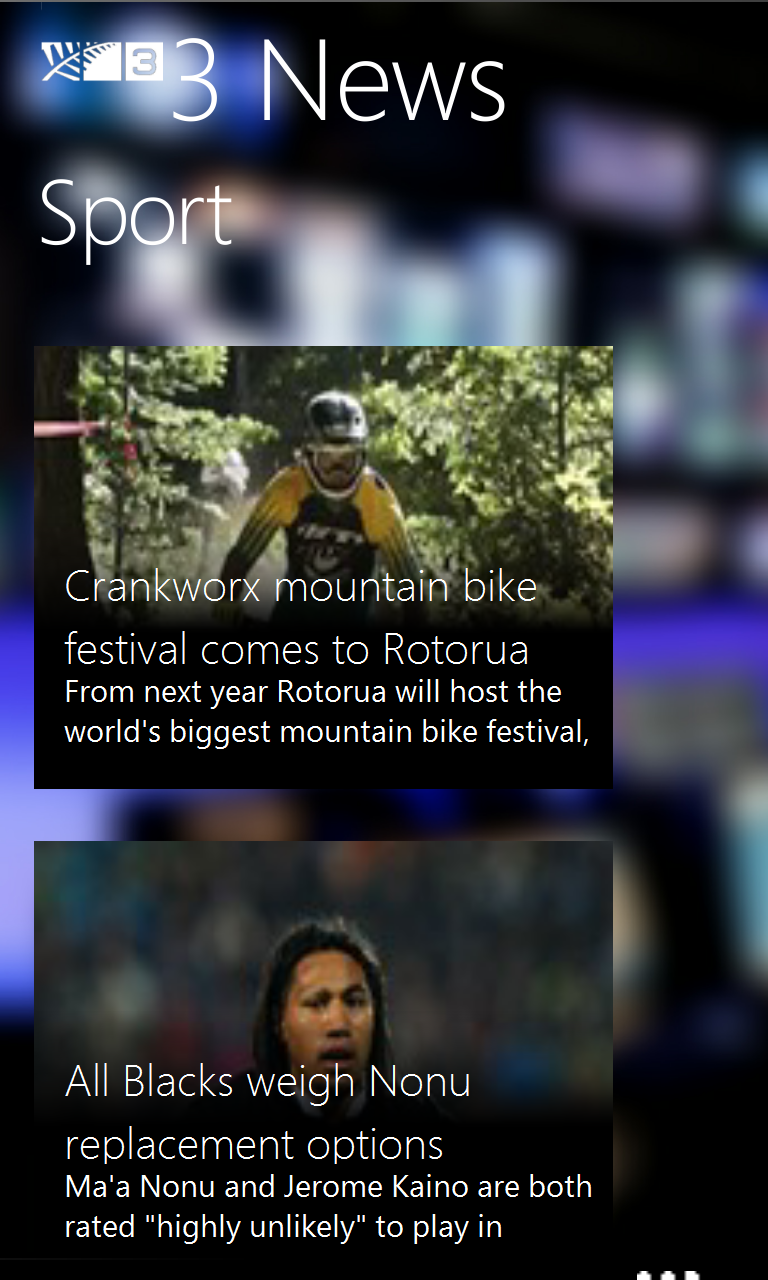 3
3 News
Sport
Crankworx mountain bike
festival comes to Rotorua
From next year Rotorua will host the
world's biggest mountain bike festival,
All Blacks weigh Nonu
replacement options
Ma'a Nonu and Jerome Kaino are both
rated "highly unlikely" to play in